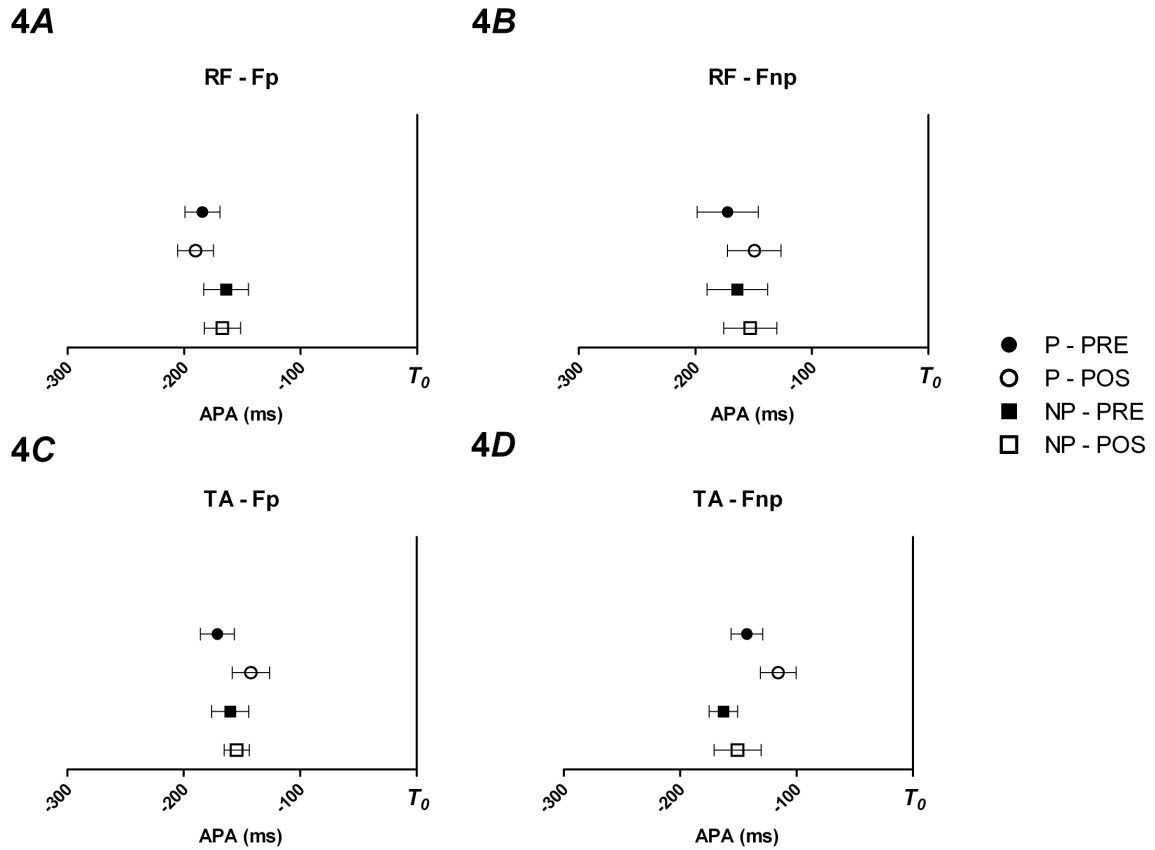 4A
RF - Fp
-300
-200
-100
T0
APA (ms)
4B
RF - Fnp
-300
-200
-100
T0
APA (ms)
P - PRE
P - POS
NP - PRE
NP - POS
4C
TA - Fp
-300
-200
-100
T0
APA (ms)
4D
TA - Fnp
-300
-200
-100
T0
APA (ms)